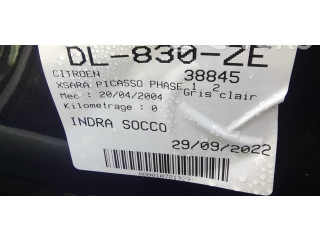 DL-830-ZE
CITROEN 38845
XSARA PICASSO PHASE 1 2
Mec : 20/04/2004 Gris clair
Kilometrage : 0
INDRA SOCCO
29/09/2022